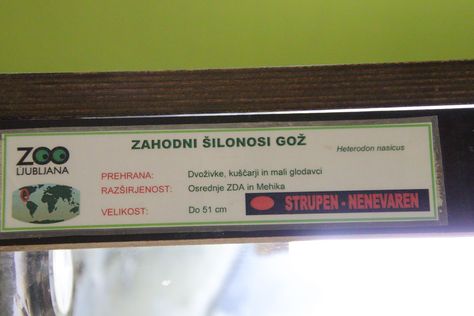 ZOO
LJUBLJANA
ZAHODNI ŠILONOSI GOŽ
Heterodon nasicus
PREHRANA: Dvoživke, kuščarji in mali glodavci
RAZŠIRJENOST: Osrednje ZDA in Mehika
VELIKOST: Do 51 cm
STRUPEN - NENEVAREN